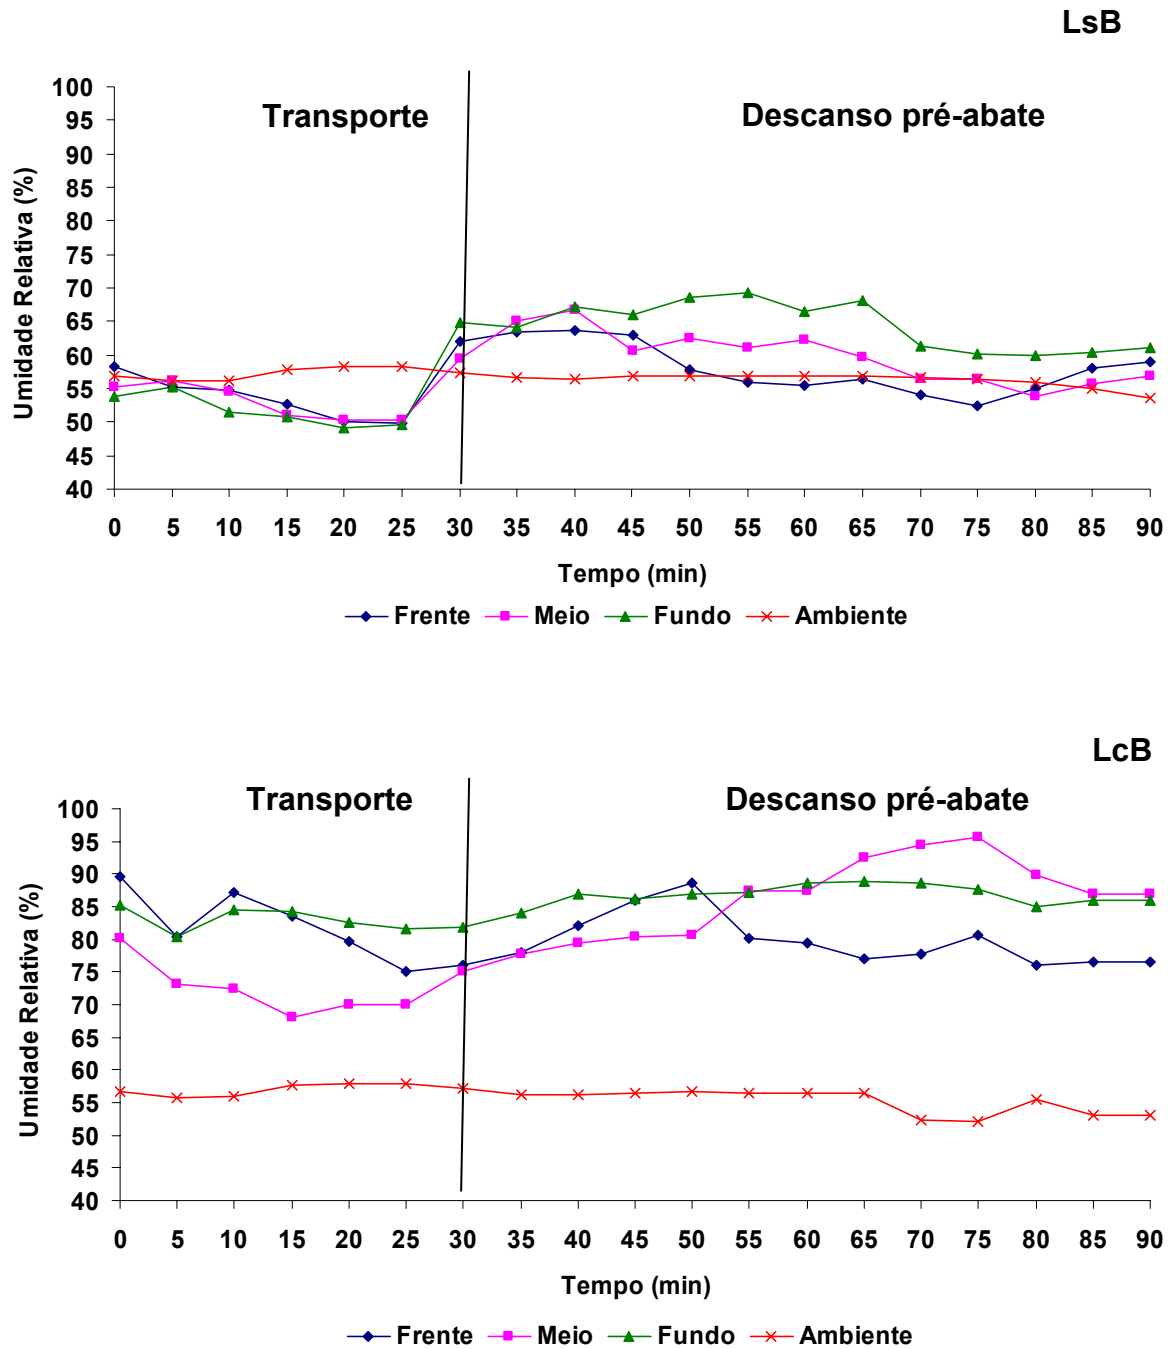 LsB
Transporte
Descanso pré-abate
Umidade Relativa (%)
100
95
90
85
80
75
70
65
60
55
50
45
40
0 5 10 15 20 25 30 35 40 45 50 55 60 65 70 75 80 85 90
Tempo (min)
Frente Meio Fundo Ambiente
LcB
Transporte
Descanso pré-abate
Umidade Relativa (%)
100
95
90
85
80
75
70
65
60
55
50
45
40
0 5 10 15 20 25 30 35 40 45 50 55 60 65 70 75 80 85 90
Tempo (min)
Frente Meio Fundo Ambiente